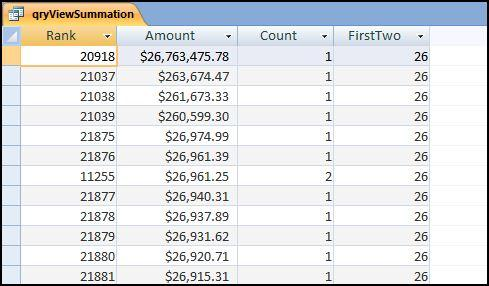 qryViewSummation
Rank Amount Count FirstTwo
20918 $26,763,475.78 1 26
21037 $263,674.47 1 26
21038 $261,673.33 1 26
21039 $260,599.30 1 26
21875 $26,974.99 1 26
21876 $26,961.39 1 26
11255 $26,961.25 2 26
21877 $26,940.31 1 26
21878 $26,937.89 1 26
21879 $26,931.62 1 26
21880 $26,920.71 1 26
21881 $26,915.31 1 26